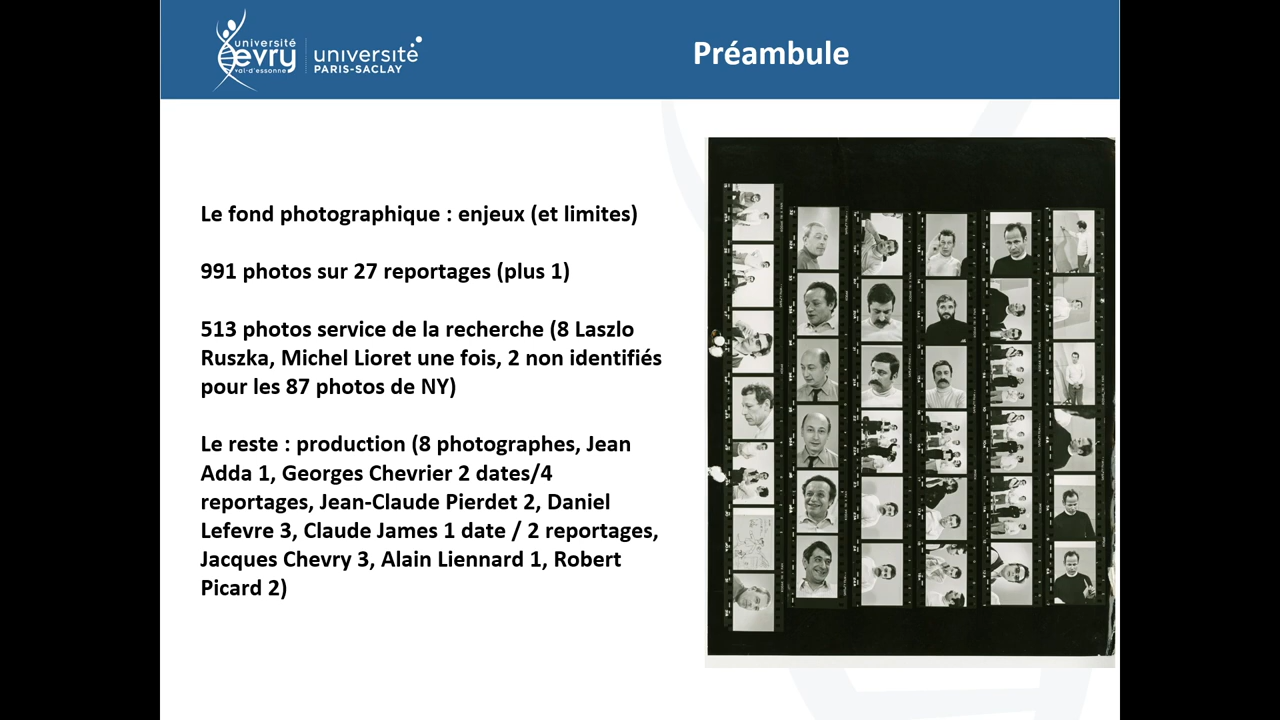 université
evry
val-d'essonne
université
PARIS-SACLAY
Préambule
Le fond photographique : enjeux (et limites)
991 photos sur 27 reportages (plus 1)
513 photos service de la recherche (8 Laszlo
Ruszka, Michel Lioret une fois, 2 non identifiés
pour les 87 photos de NY)
Le reste : production (8 photographes, Jean
Adda 1, Georges Chevrier 2 dates/4
reportages, Jean-Claude Pierdet 2, Daniel
Lefevre 3, Claude James 1 date / 2 reportages,
Jacques Chevry 3, Alain Liennard 1, Robert
Picard 2)